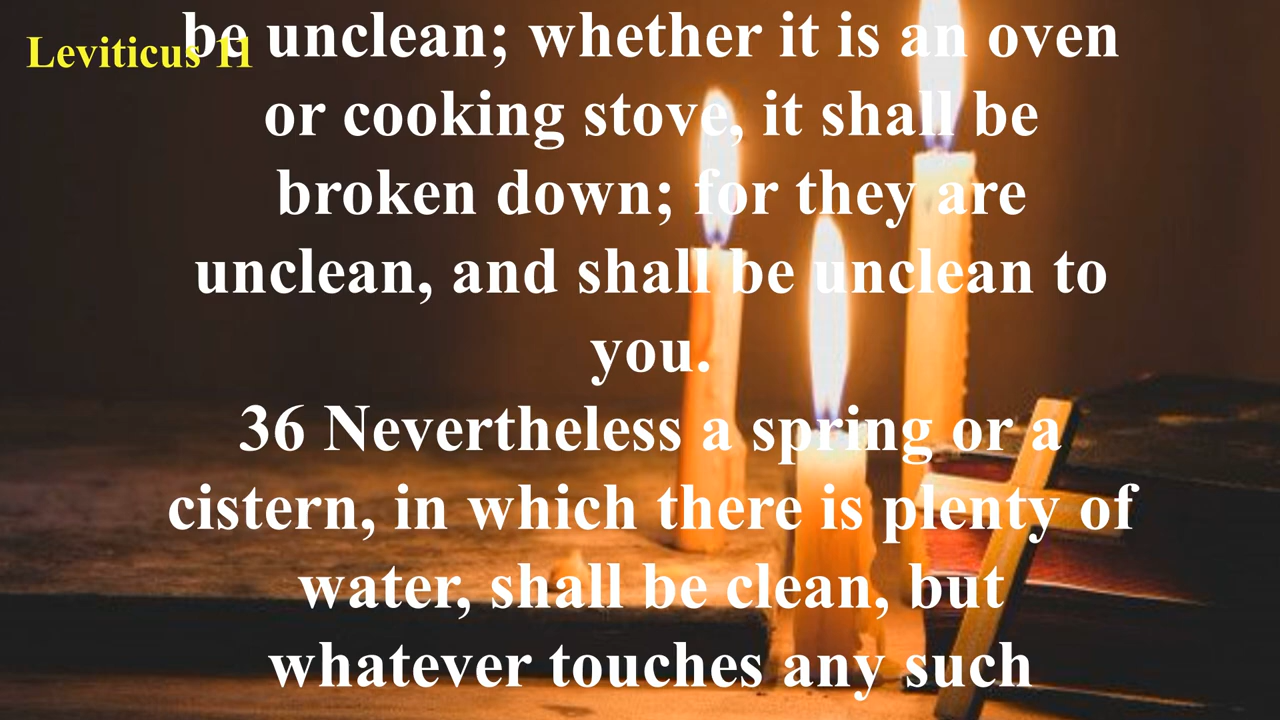 Leviticus 11
be unclean; whether it is an oven
or cooking stove, it shall be
broken down; for they are
unclean, and shall be unclean to
you.
36 Nevertheless a spring or a
cistern, in which there is plenty of
water, shall be clean, but
whatever touches any such